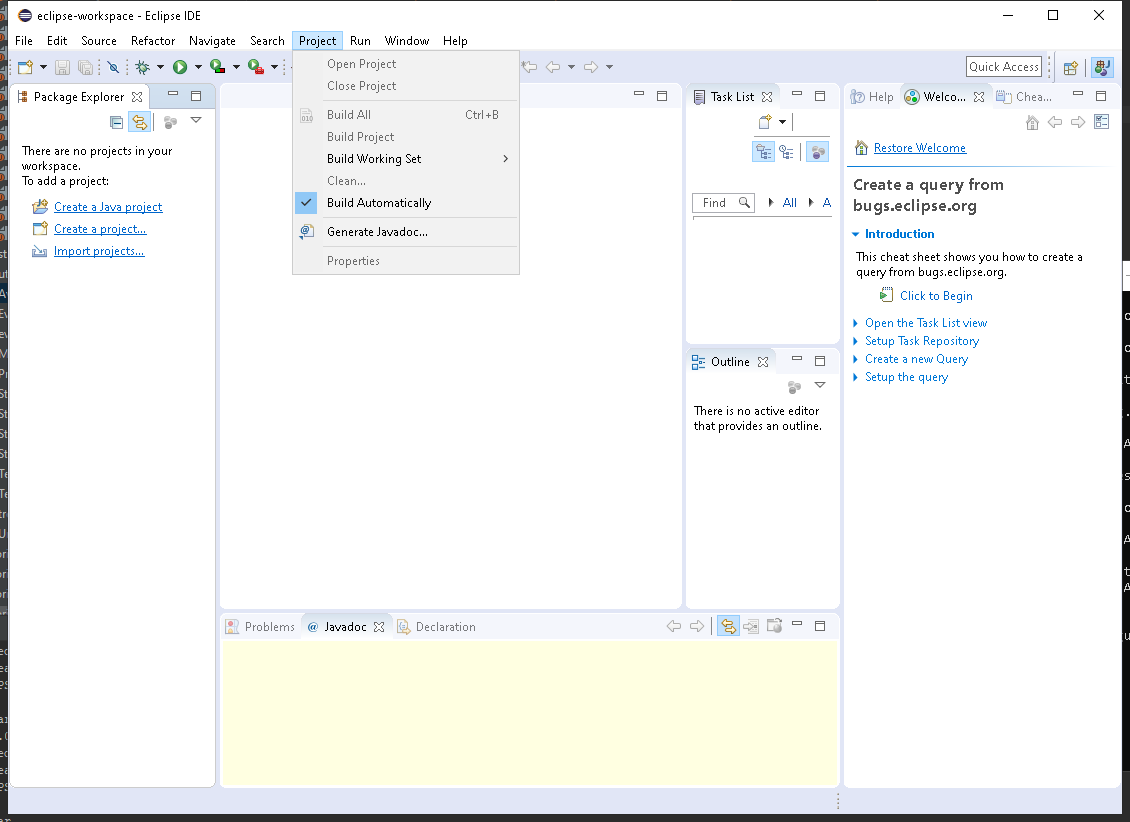 eclipse-workspace - Eclipse IDE
File Edit Source Refactor Navigate Search Project Run Window Help
Quick Access
Open Project
Close Project
Build All Ctrl+B
Build Project
Build Working Set
Clean...
Build Automatically
Generate Javadoc...
Properties
Package Explorer
There are no projects in your
workspace.
To add a project:
Create a Java project
Create a project...
Import projects...
Task List
Find All A
Outline
There is no active editor
that provides an outline.
Help Welco... Chea...
Restore Welcome
Create a query from
bugs.eclipse.org
Introduction
This cheat sheet shows you how to create a
query from bugs.eclipse.org.
Click to Begin
Open the Task List view
Setup Task Repository
Create a new Query
Setup the query
Problems @ Javadoc Declaration